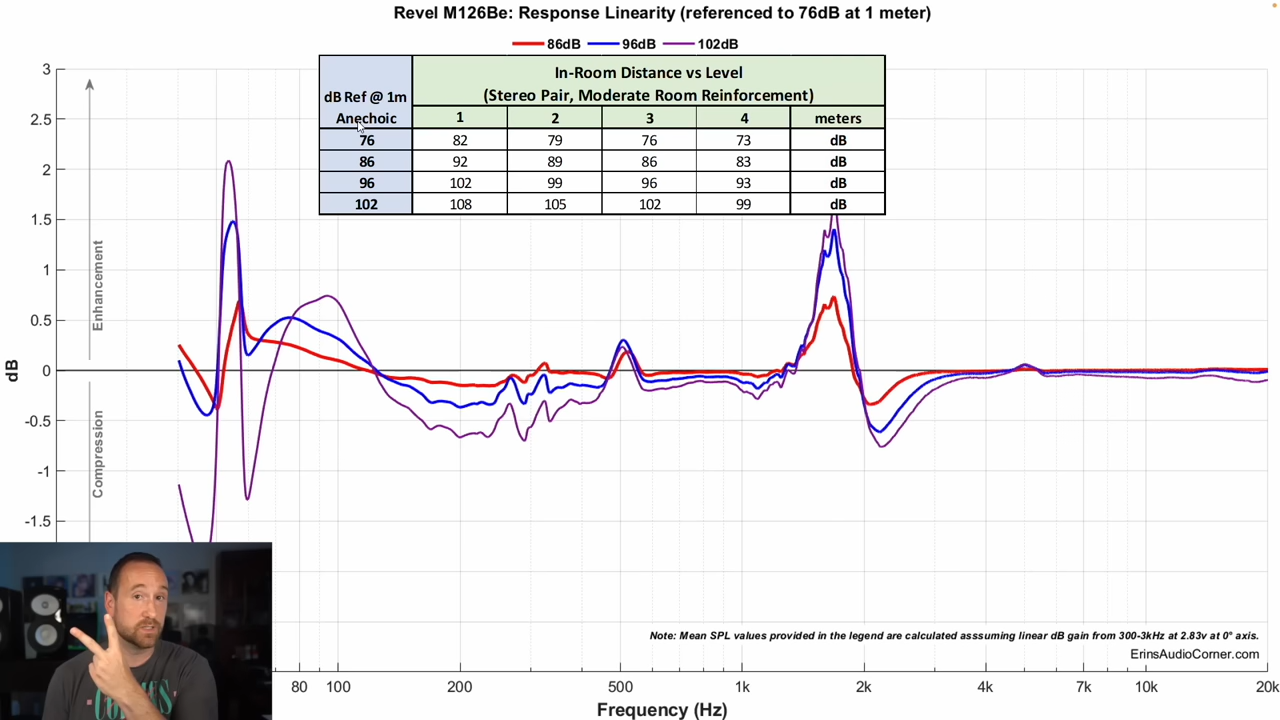 Revel M126Be: Response Linearity (referenced to 76dB at 1 meter)
86dB 96dB 102dB
dB Ref @ 1m
Anechoic
In-Room Distance vs Level
(Stereo Pair, Moderate Room Reinforcement)
1 2 3 4 meters
76 82 79 76 73 dB
86 92 89 86 83 dB
96 102 99 96 93 dB
102 108 105 102 99 dB
3
2.5
2
1.5
1
0.5
0
-0.5
-1
-1.5
dB
Enhancement
Compression
Note: Mean SPL values provided in the legend are calculated asssuming linear dB gain from 300-3kHz at 2.83v at 0° axis.
ErinsAudioCorner.com
80 100 200 500 1k 2k 4k 7k 10k 20k
Frequency (Hz)